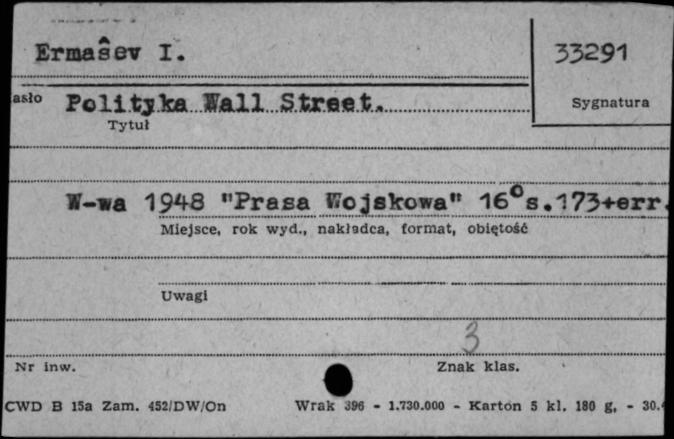 Ermašev I.
33291
asło Polityka Wall Street.
Sygnatura
Tytuł
W-wa 1948 "Prasa Wojskowa" 16° s.173+err.
Miejsce, rok wyd., nakładca, format, objętość
Uwagi
3
Nr inw.
Znak klas.
CWD B 15a Zam. 452/DW/On Wrak 396 - 1.730.000 - Karton 5 kl. 180 g. - 30.